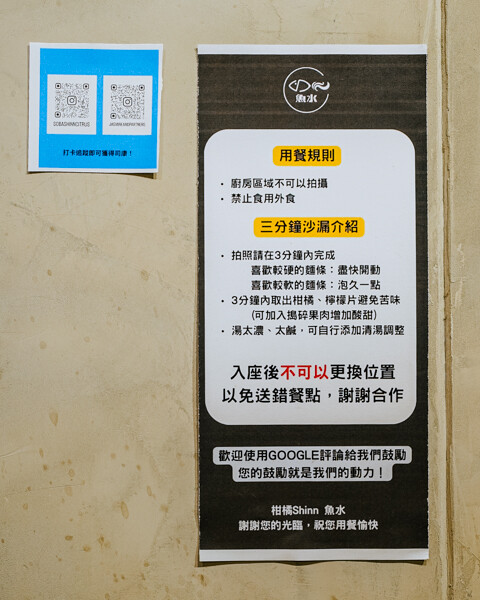 SOBASHINNCITRUS
打卡追蹤即可獲得司康！
魚水
用餐規則
・廚房區域不可以拍攝
・禁止食用外食
三分鐘沙漏介紹
・拍照請在3分鐘內完成
喜歡較硬的麵條：盡快開動
喜歡較軟的麵條：泡久一點
・3分鐘內取出柑橘、檸檬片避免苦味
(可加入搗碎果肉增加酸甜)
・湯太濃、太鹹，可自行添加清湯調整
入座後不可以更換位置
以免送錯餐點，謝謝合作
歡迎使用GOOGLE評論給我們鼓勵
您的鼓勵就是我們的動力！
柑橘Shinn 魚水
謝謝您的光臨，祝您用餐愉快